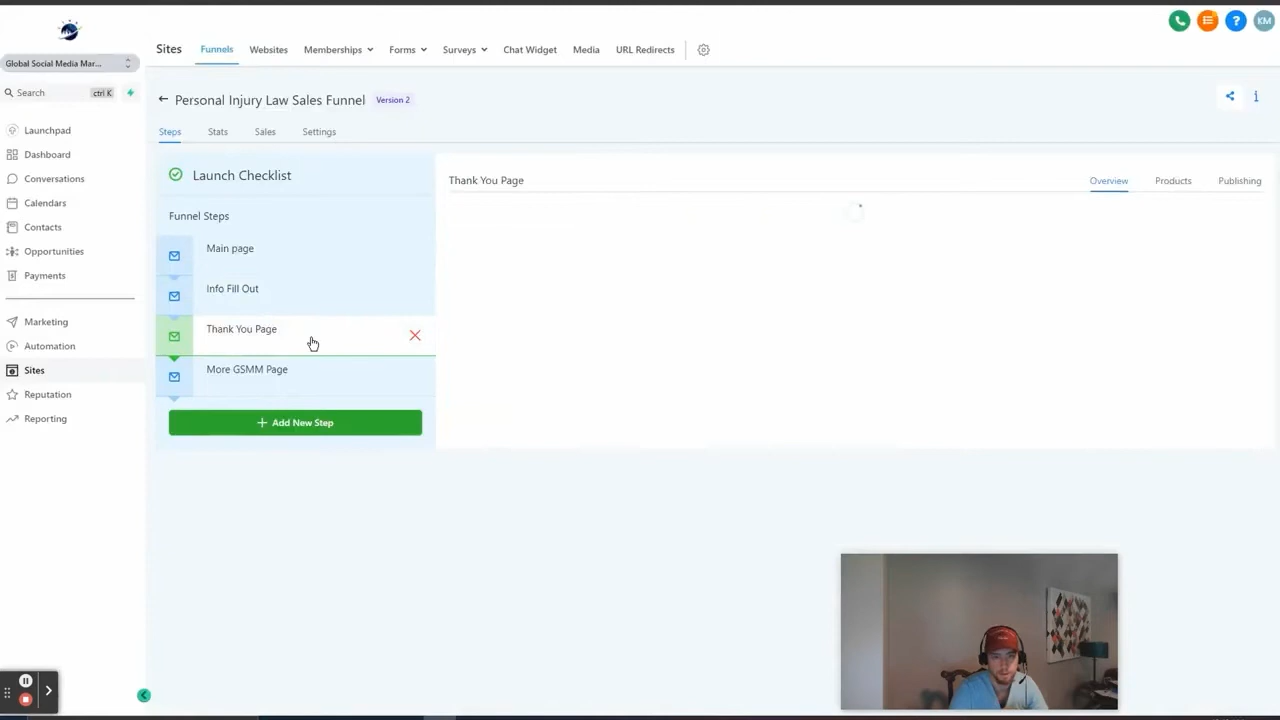 Sites
Funnels
Websites
Memberships
Forms
Surveys
Chat Widget
Media
URL Redirects
KM
Global Social Media Mar...
Search
ctrl K
Launchpad
Dashboard
Conversations
Calendars
Contacts
Opportunities
Payments
Marketing
Automation
Sites
Reputation
Reporting
Personal Injury Law Sales Funnel
Version 2
Steps
Stats
Sales
Settings
Launch Checklist
Funnel Steps
Main page
Info Fill Out
Thank You Page
More GSMM Page
+ Add New Step
Thank You Page
Overview
Products
Publishing